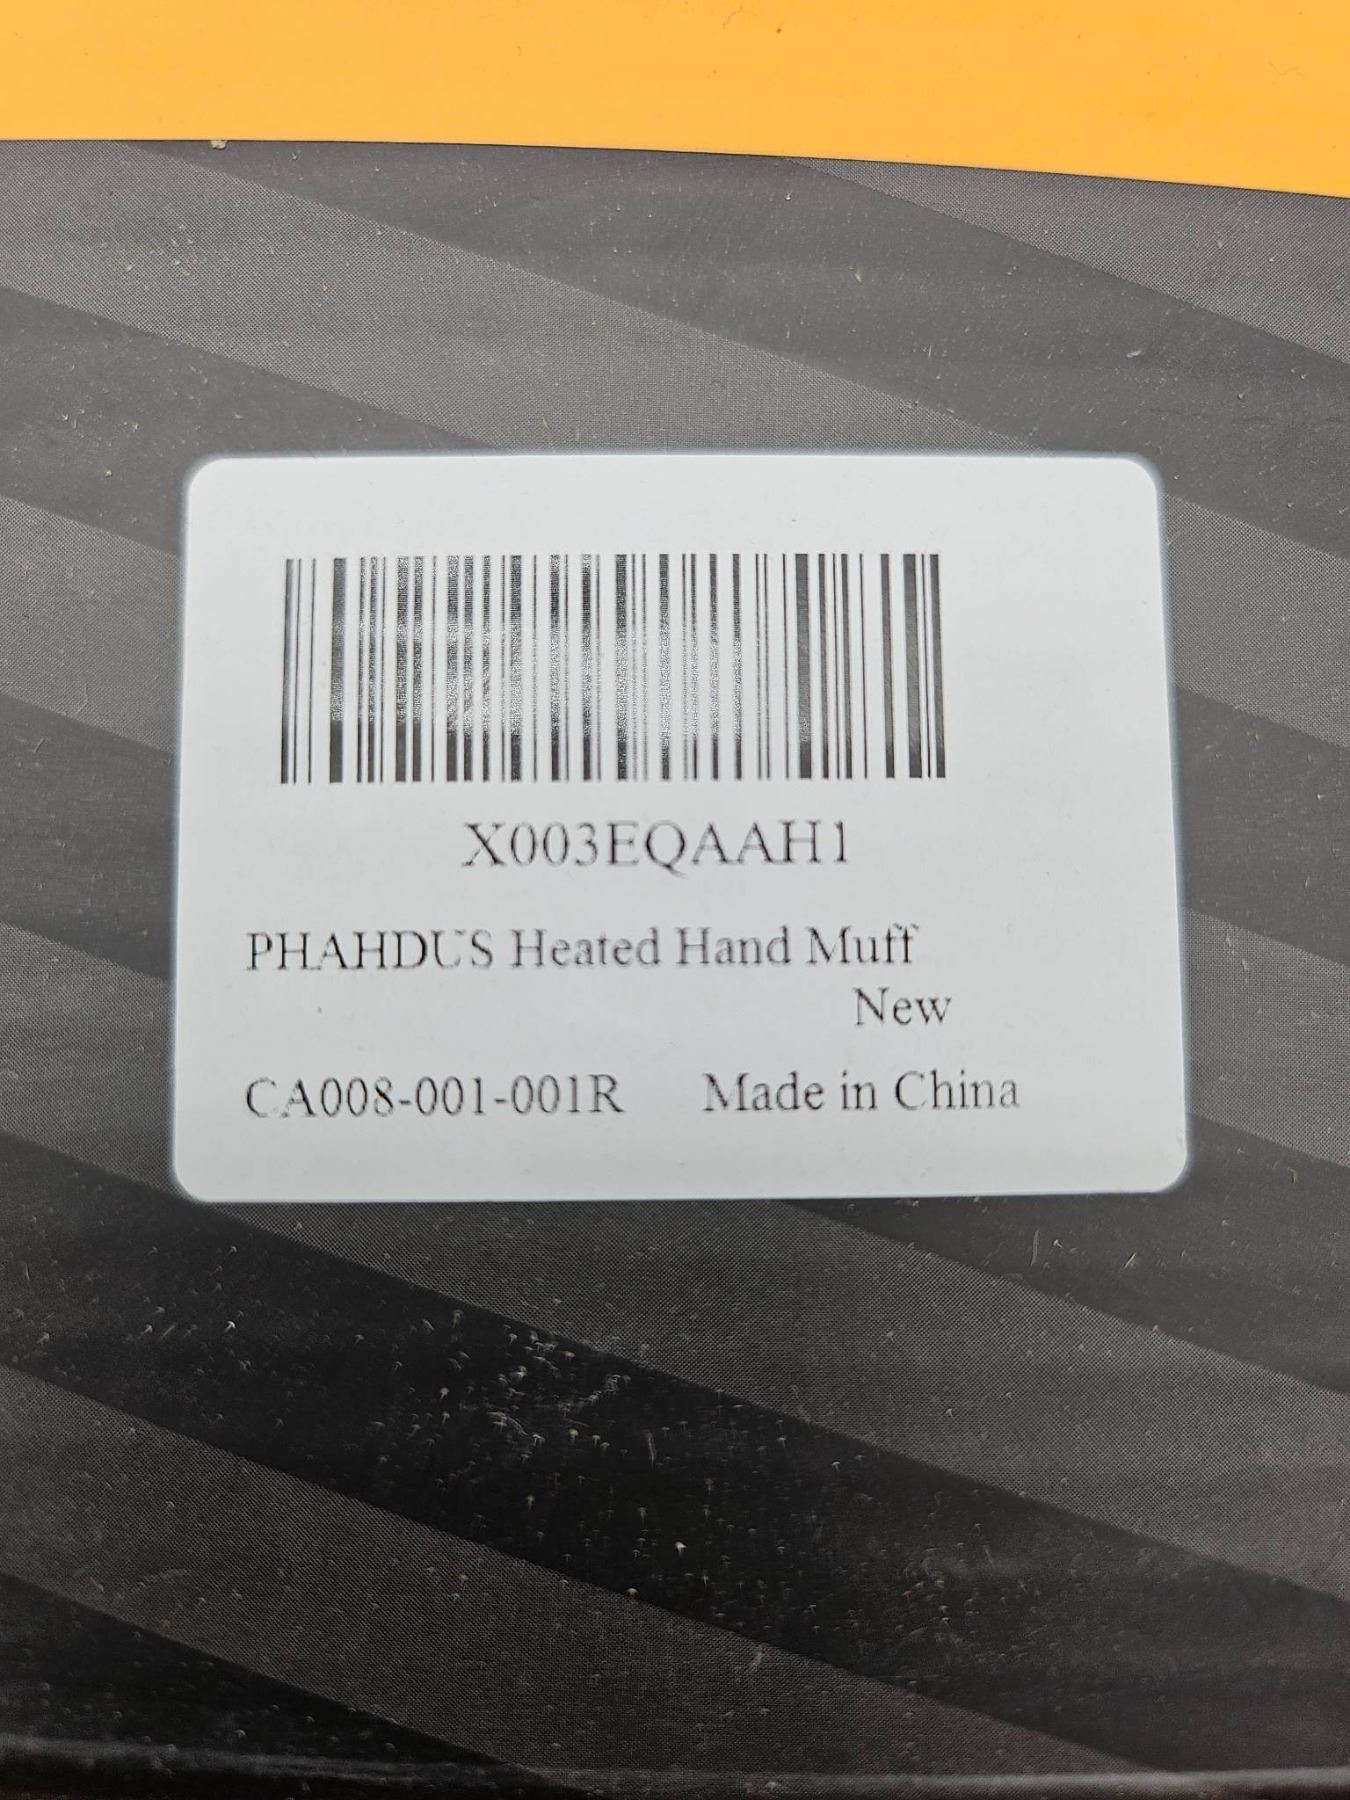 X003EQAAH1
PHAHDUS Heated Hand Muff
New
CA008-001-001R Made in China